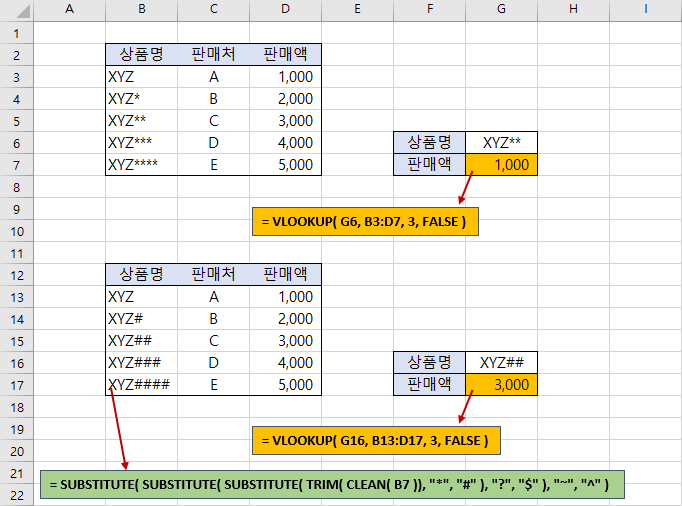 A B C D E F G H I
1
2 상품명 판매처 판매액
3 XYZ A 1,000
4 XYZ* B 2,000
5 XYZ** C 3,000
6 XYZ*** D 4,000 상품명 XYZ**
7 XYZ**** E 5,000 판매액 1,000
8
9
= VLOOKUP( G6, B3:D7, 3, FALSE )
10
11
12 상품명 판매처 판매액
13 XYZ A 1,000
14 XYZ# B 2,000
15 XYZ## C 3,000
16 XYZ### D 4,000 상품명 XYZ##
17 XYZ#### E 5,000 판매액 3,000
18
19
= VLOOKUP( G16, B13:D17, 3, FALSE )
20
21
= SUBSTITUTE( SUBSTITUTE( SUBSTITUTE( TRIM( CLEAN( B7 )), "*", "#" ), "?", "$" ), "~", "^" )
22